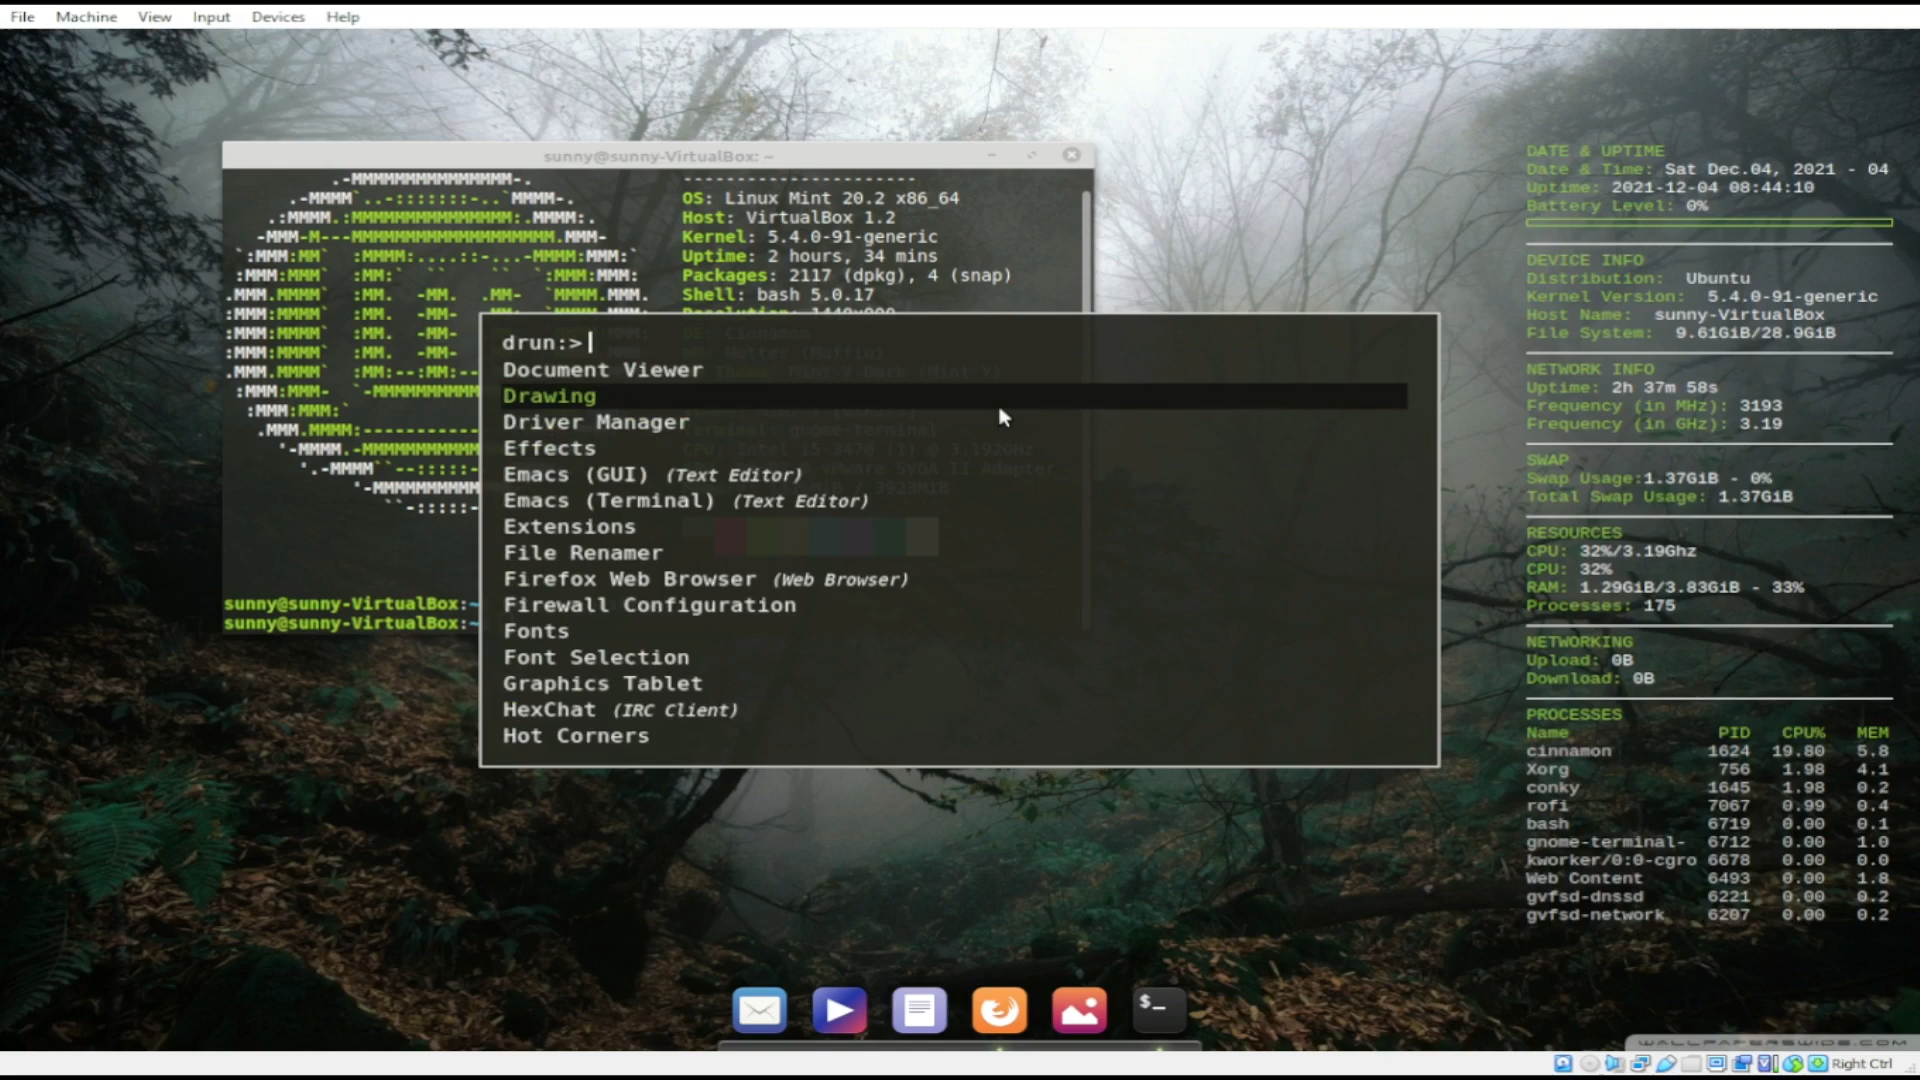 File Machine View Input Devices Help
sunny@sunny-VirtualBox: ~
OS: Linux Mint 20.2 x86_64
Host: VirtualBox 1.2
Kernel: 5.4.0-91-generic
Uptime: 2 hours, 34 mins
Packages: 2117 (dpkg), 4 (snap)
Shell: bash 5.0.17
sunny@sunny-VirtualBox:~
sunny@sunny-VirtualBox:~
drun:>
Document Viewer
Drawing
Driver Manager
Effects
Emacs (GUI) (Text Editor)
Emacs (Terminal) (Text Editor)
Extensions
File Renamer
Firefox Web Browser (Web Browser)
Firewall Configuration
Fonts
Font Selection
Graphics Tablet
HexChat (IRC Client)
Hot Corners
DATE & UPTIME
Date & Time: Sat Dec.04, 2021 - 04
Uptime: 2021-12-04 08:44:10
Battery Level: 0%
DEVICE INFO
Distribution: Ubuntu
Kernel Version: 5.4.0-91-generic
Host Name: sunny-VirtualBox
File System: 9.61GiB/28.9GiB
NETWORK INFO
Uptime: 2h 37m 58s
Frequency (in MHz): 3193
Frequency (in GHz): 3.19
SWAP
Swap Usage:1.37GiB - 0%
Total Swap Usage: 1.37GiB
RESOURCES
CPU: 32%/3.19Ghz
CPU: 32%
RAM: 1.29GiB/3.83GiB - 33%
Processes: 175
NETWORKING
Upload: 0B
Download: 0B
PROCESSES
Name PID CPU% MEM
cinnamon 1624 19.80 5.8
Xorg 756 1.98 4.1
conky 1645 1.98 0.2
rofi 7067 0.99 0.4
bash 6719 0.00 0.1
gnome-terminal- 6712 0.00 1.0
kworker/0:0-cgro 6678 0.00 0.0
Web Content 6493 0.00 1.8
gvfsd-dnssd 6221 0.00 0.2
gvfsd-network 6207 0.00 0.2
$_
Right Ctrl